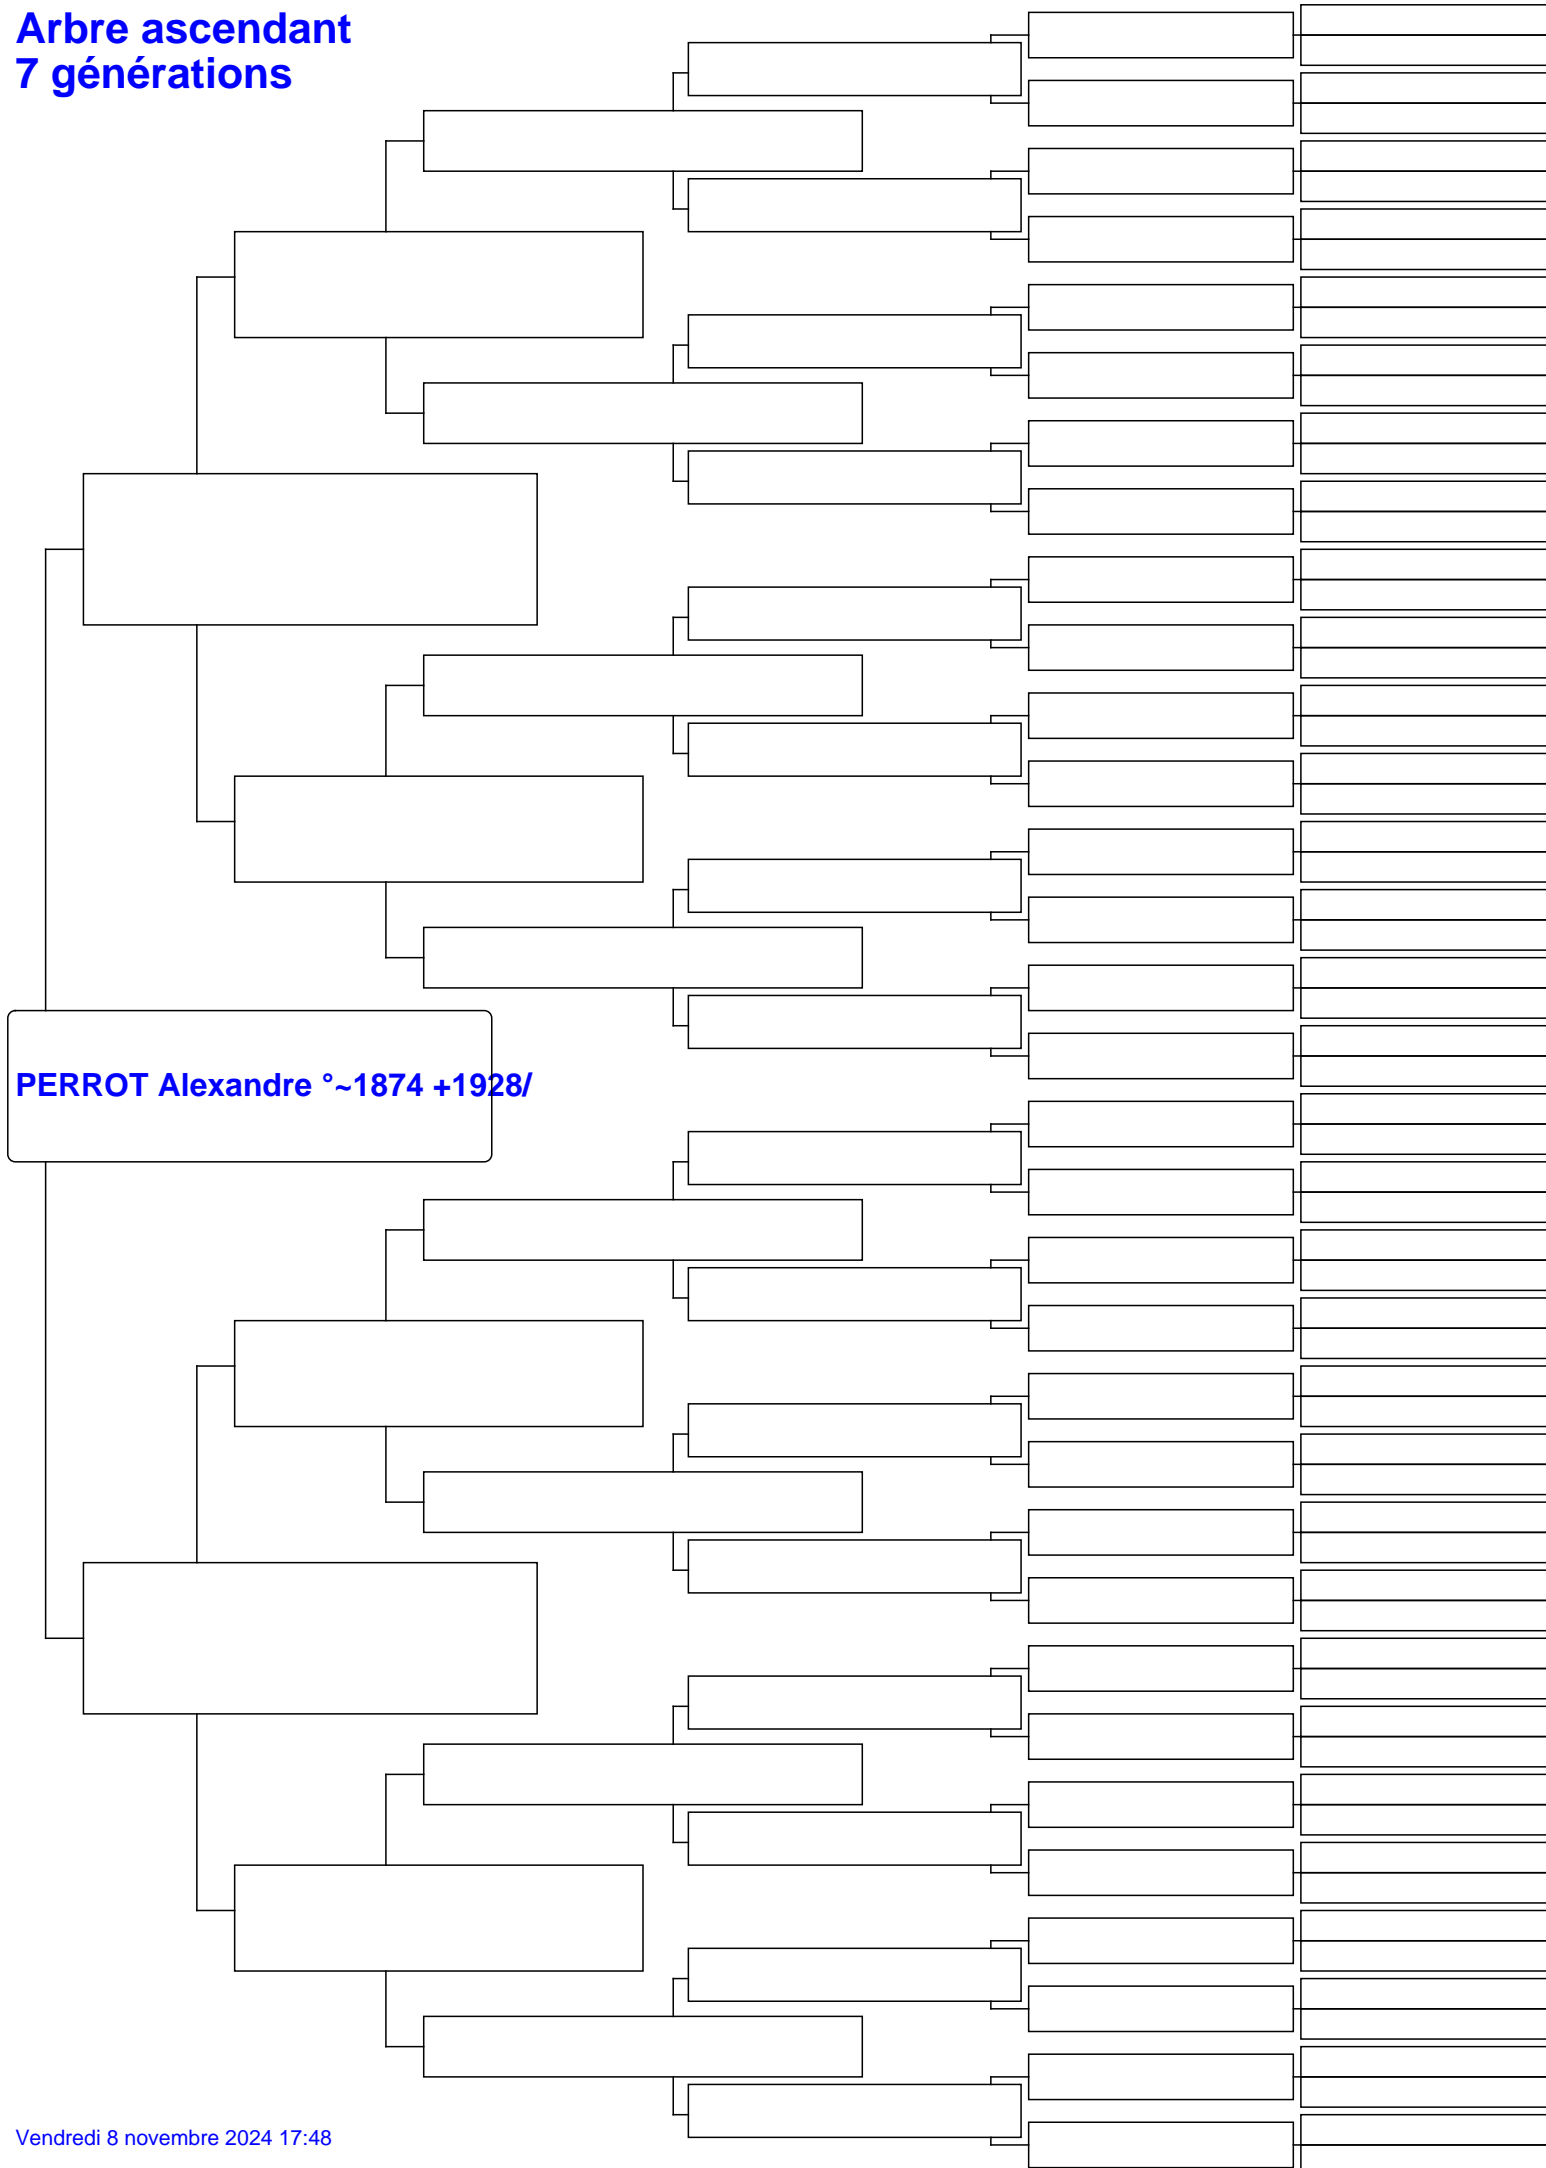 Arbre ascendant
7 générations
PERROT Alexandre °~1874 +1928/
Vendredi 8 novembre 2024 17:48